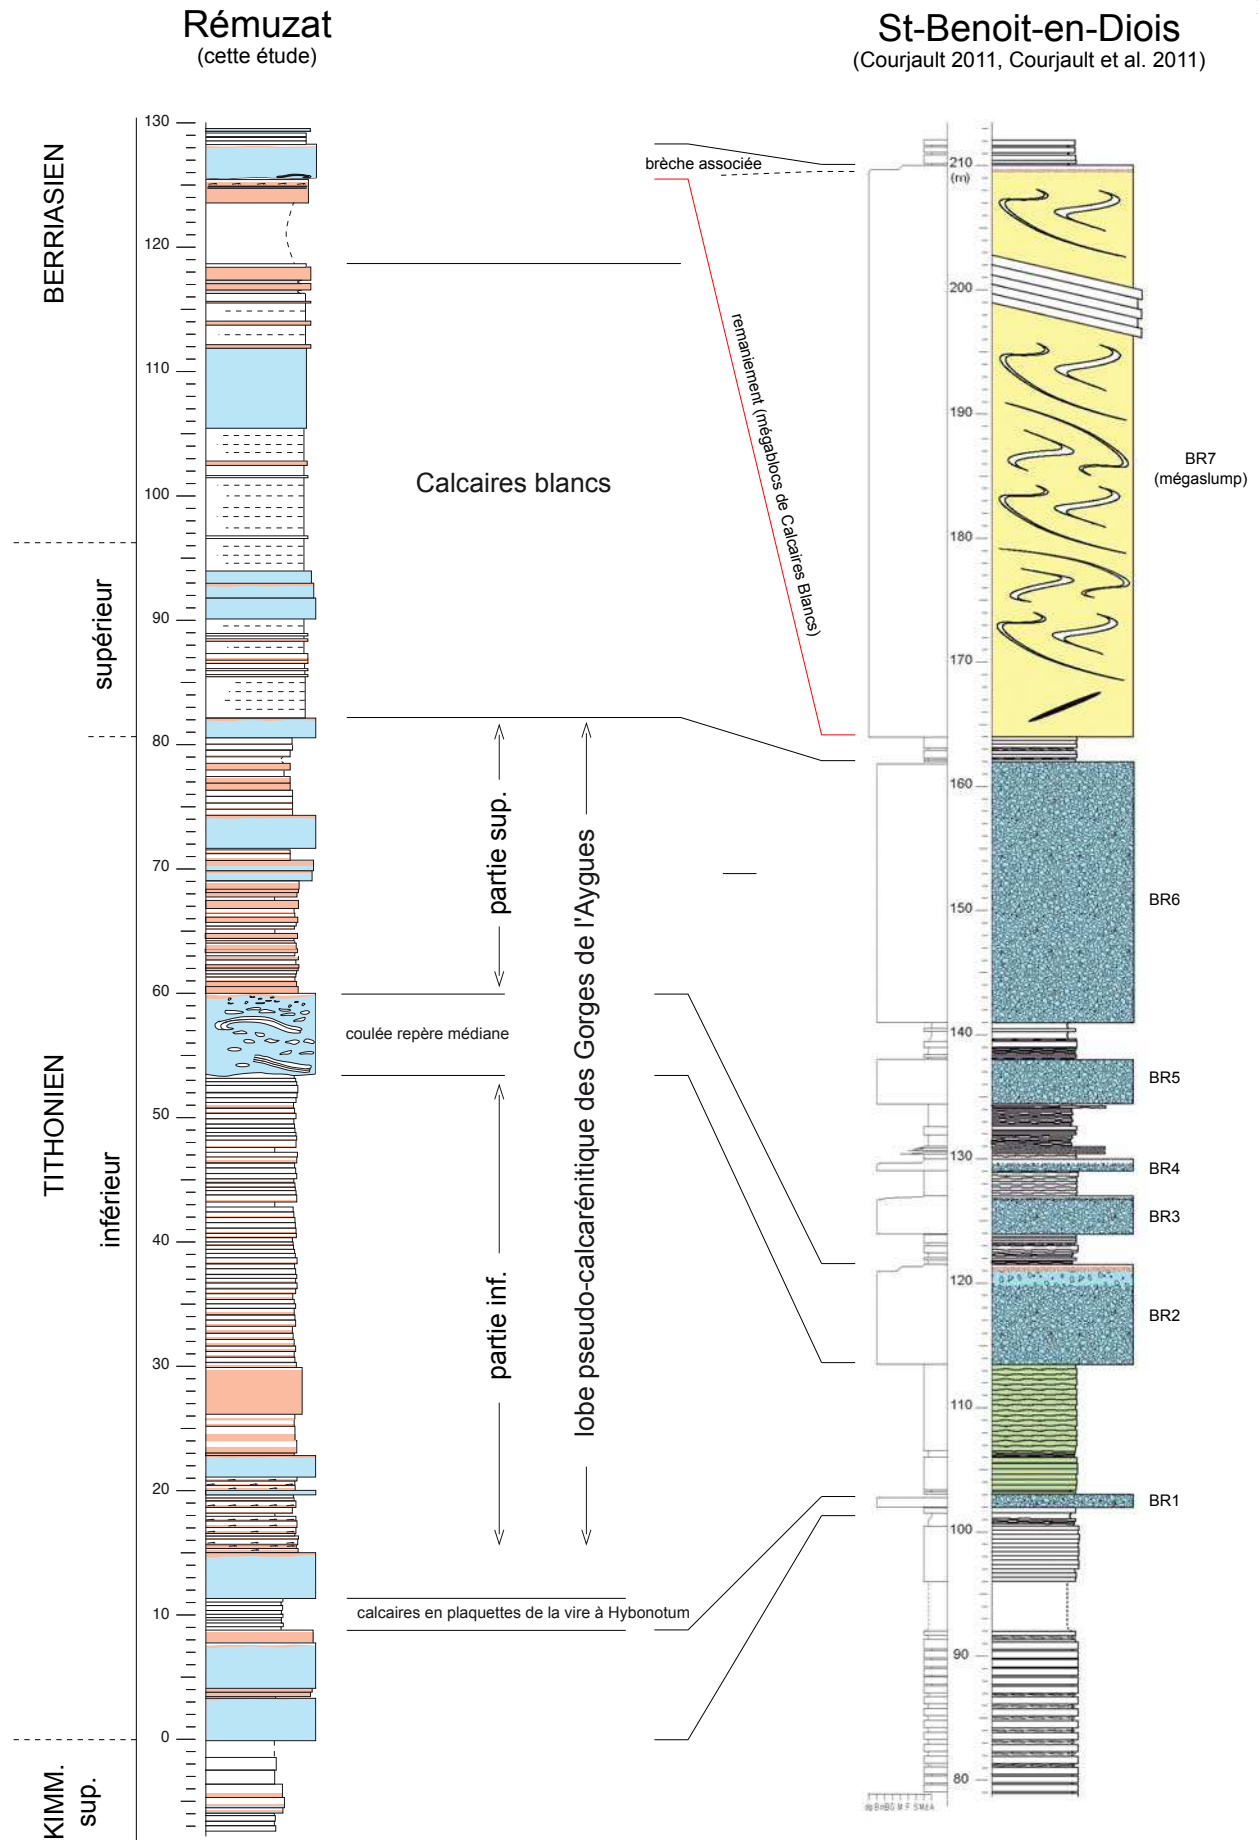 Rémuzat
(cette étude)
St-Benoit-en-Diois
(Courjault 2011, Courjault et al. 2011)
BERRIASIEN
TITHONIEN
supérieur
inférieur
KIMM.
sup.
130
120
110
100
90
80
70
60
50
40
30
20
10
0
brèche associée
remaniement (mégablocs de Calcaires Blancs)
Calcaires blancs
partie sup.
lobe pseudo-calcarénitique des Gorges de l'Aygues
coulée repère médiane
partie inf.
calcaires en plaquettes de la vire à Hybonotum
210
(m)
200
190
180
170
160
150
140
130
120
110
100
90
80
BR7
(mégaslump)
BR6
BR5
BR4
BR3
BR2
BR1